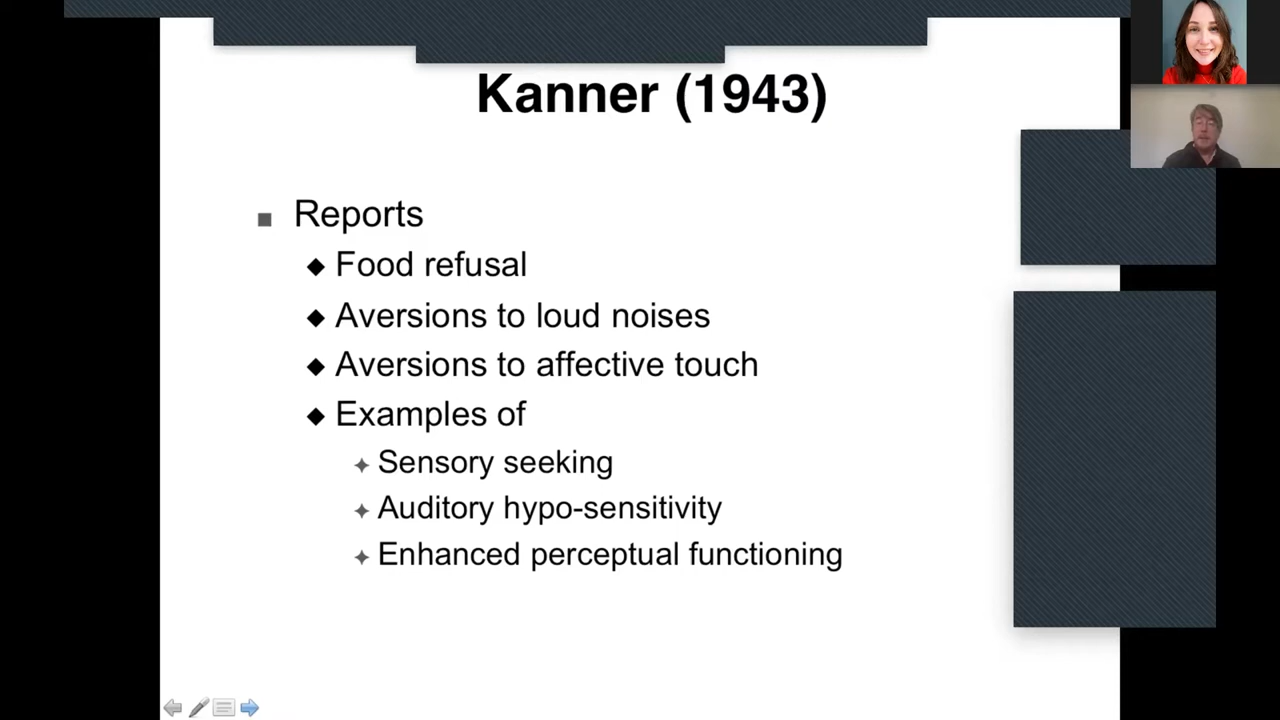 Kanner (1943)
Reports
Food refusal
Aversions to loud noises
Aversions to affective touch
Examples of
Sensory seeking
Auditory hypo-sensitivity
Enhanced perceptual functioning